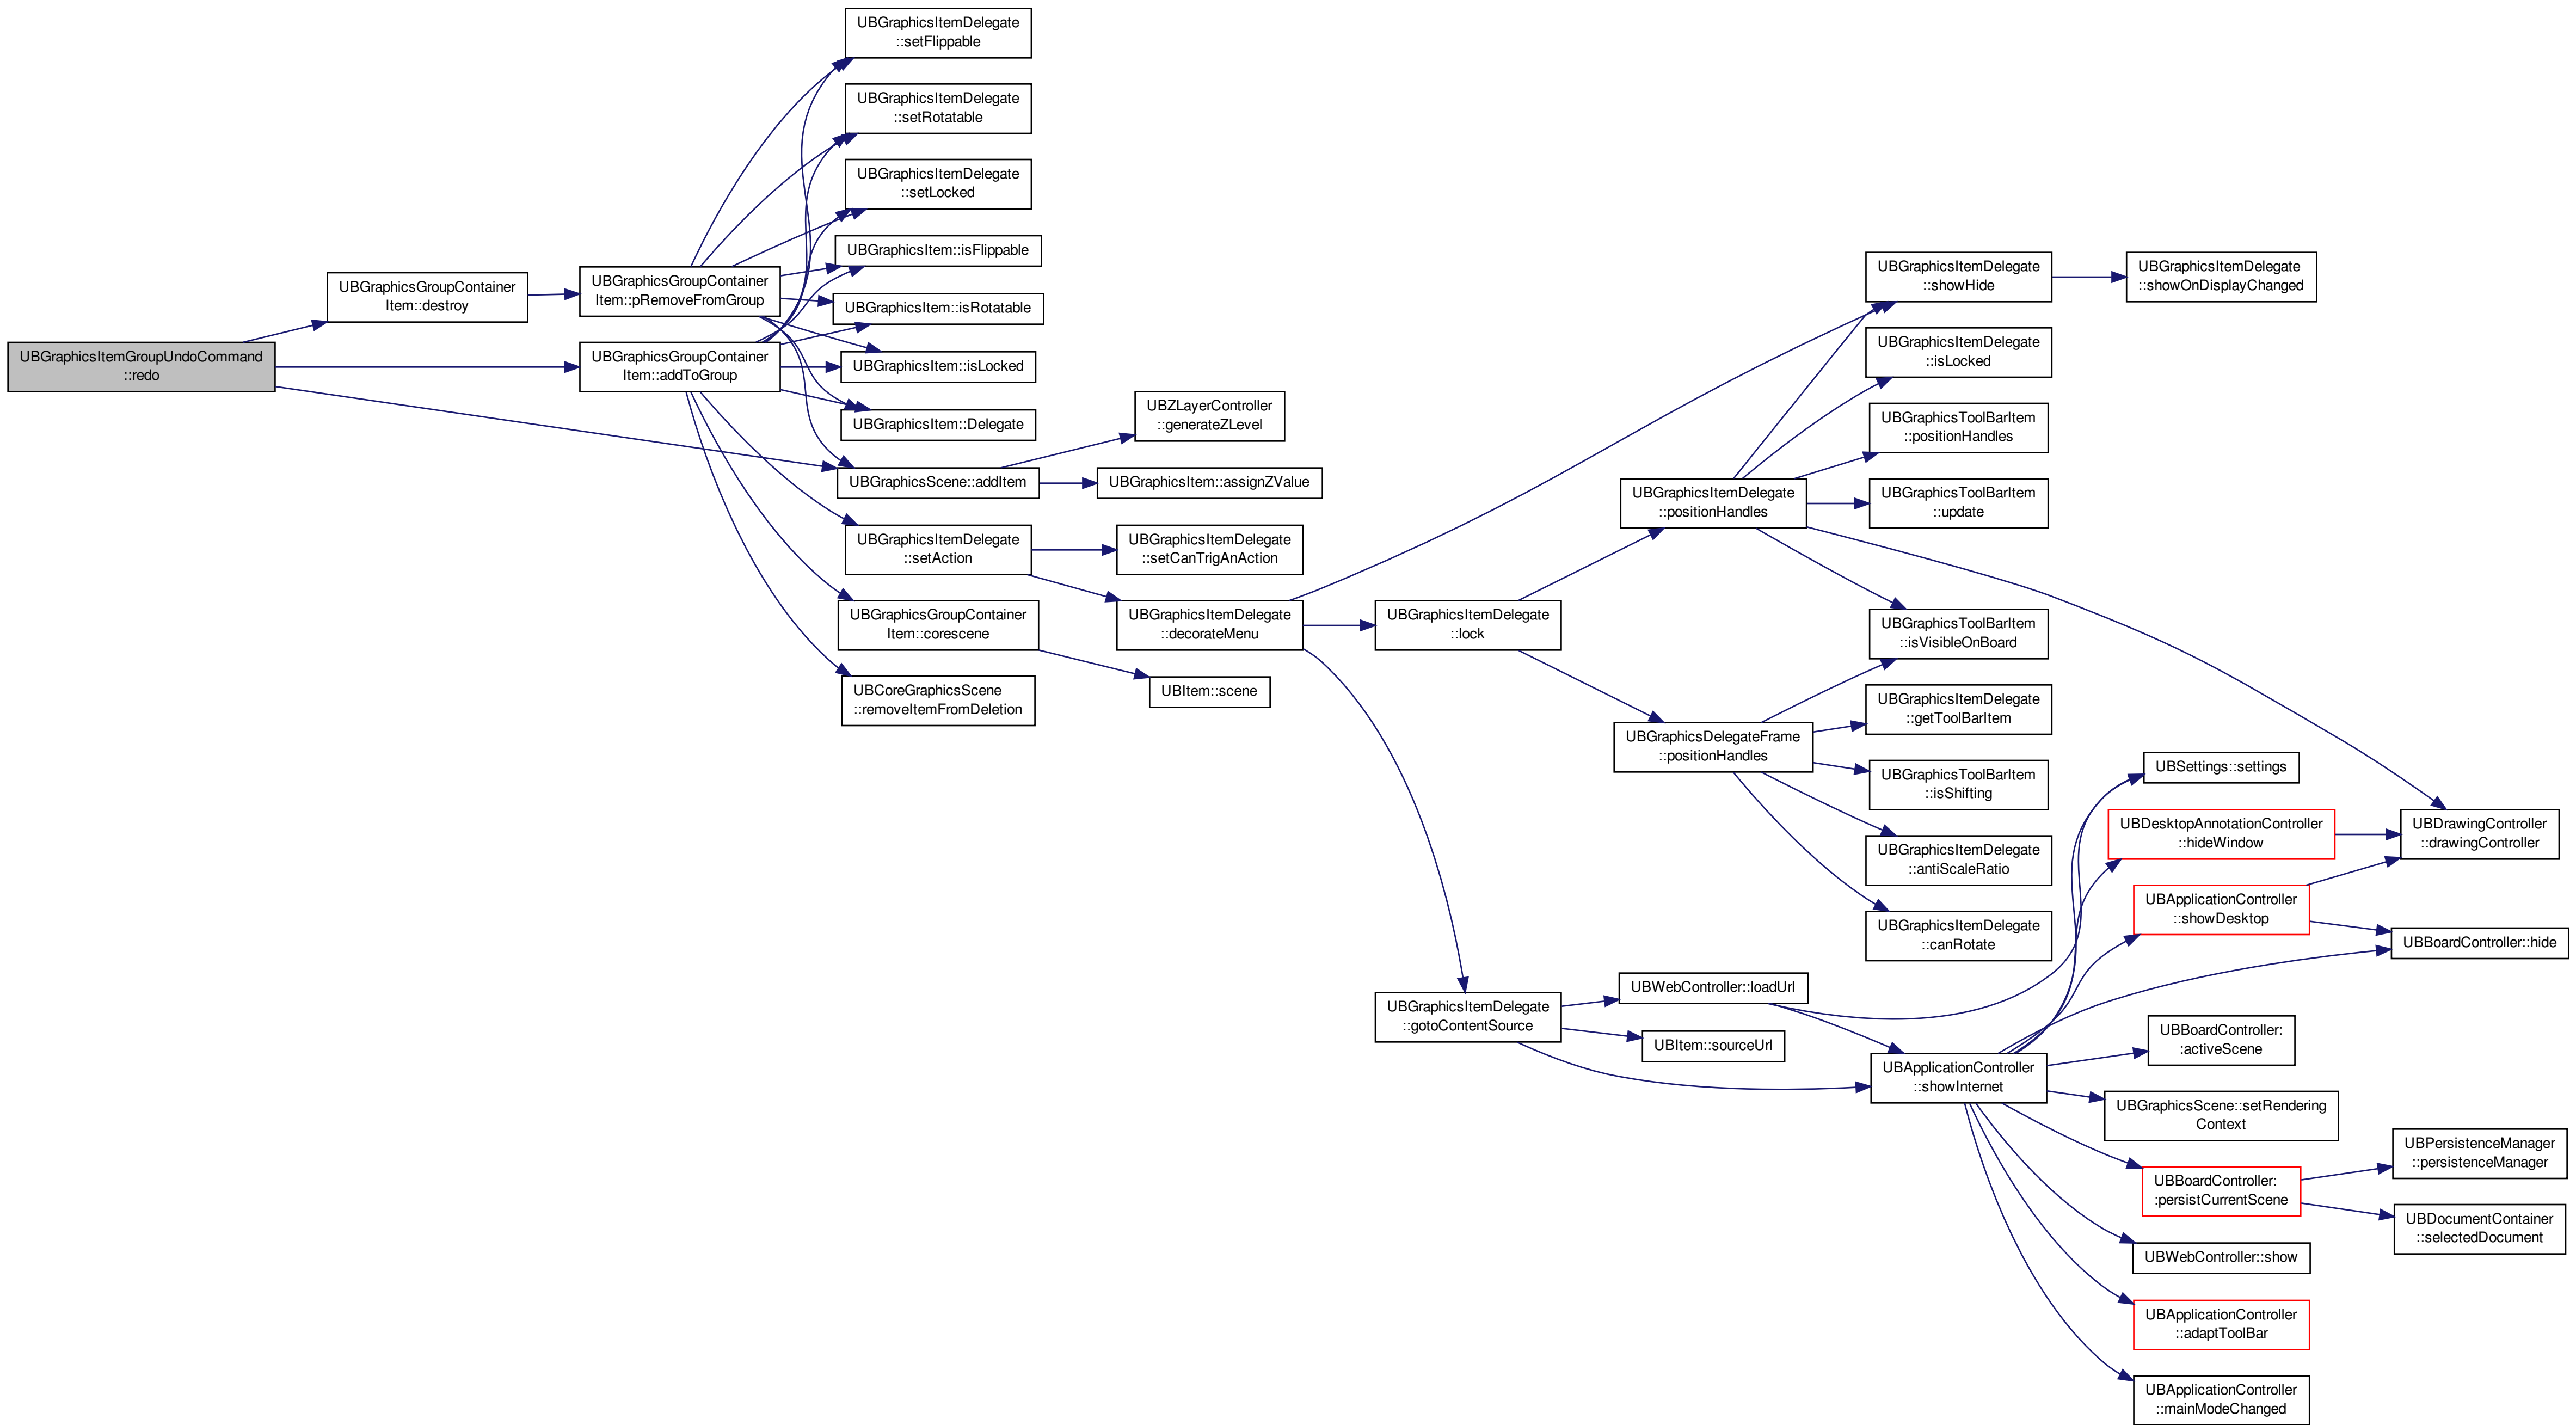 UBGraphicsItemGroupUndoCommand
::redo
UBGraphicsGroupContainer
Item::destroy
UBGraphicsGroupContainer
Item::pRemoveFromGroup
UBGraphicsGroupContainer
Item::addToGroup
UBGraphicsItemDelegate
::setFlippable
UBGraphicsItemDelegate
::setRotatable
UBGraphicsItemDelegate
::setLocked
UBGraphicsItem::isFlippable
UBGraphicsItem::isRotatable
UBGraphicsItem::isLocked
UBGraphicsItem::Delegate
UBGraphicsScene::addItem
UBGraphicsItemDelegate
::setAction
UBGraphicsGroupContainer
Item::corescene
UBCoreGraphicsScene
::removeItemFromDeletion
UBZLayerController
::generateZLevel
UBGraphicsItem::assignZValue
UBGraphicsItemDelegate
::setCanTrigAnAction
UBGraphicsItemDelegate
::decorateMenu
UBItem::scene
UBGraphicsItemDelegate
::lock
UBGraphicsItemDelegate
::gotoContentSource
UBGraphicsItemDelegate
::positionHandles
UBGraphicsDelegateFrame
::positionHandles
UBWebController::loadUrl
UBItem::sourceUrl
UBGraphicsItemDelegate
::showHide
UBGraphicsItemDelegate
::isLocked
UBGraphicsToolBarItem
::positionHandles
UBGraphicsToolBarItem
::update
UBGraphicsToolBarItem
::isVisibleOnBoard
UBGraphicsItemDelegate
::getToolBarItem
UBGraphicsToolBarItem
::isShifting
UBGraphicsItemDelegate
::antiScaleRatio
UBGraphicsItemDelegate
::canRotate
UBApplicationController
::showInternet
UBGraphicsItemDelegate
::showOnDisplayChanged
UBSettings::settings
UBDesktopAnnotationController
::hideWindow
UBApplicationController
::showDesktop
UBBoardController:
:activeScene
UBGraphicsScene::setRendering
Context
UBBoardController:
:persistCurrentScene
UBWebController::show
UBApplicationController
::adaptToolBar
UBApplicationController
::mainModeChanged
UBDrawingController
::drawingController
UBBoardController::hide
UBPersistenceManager
::persistenceManager
UBDocumentContainer
::selectedDocument